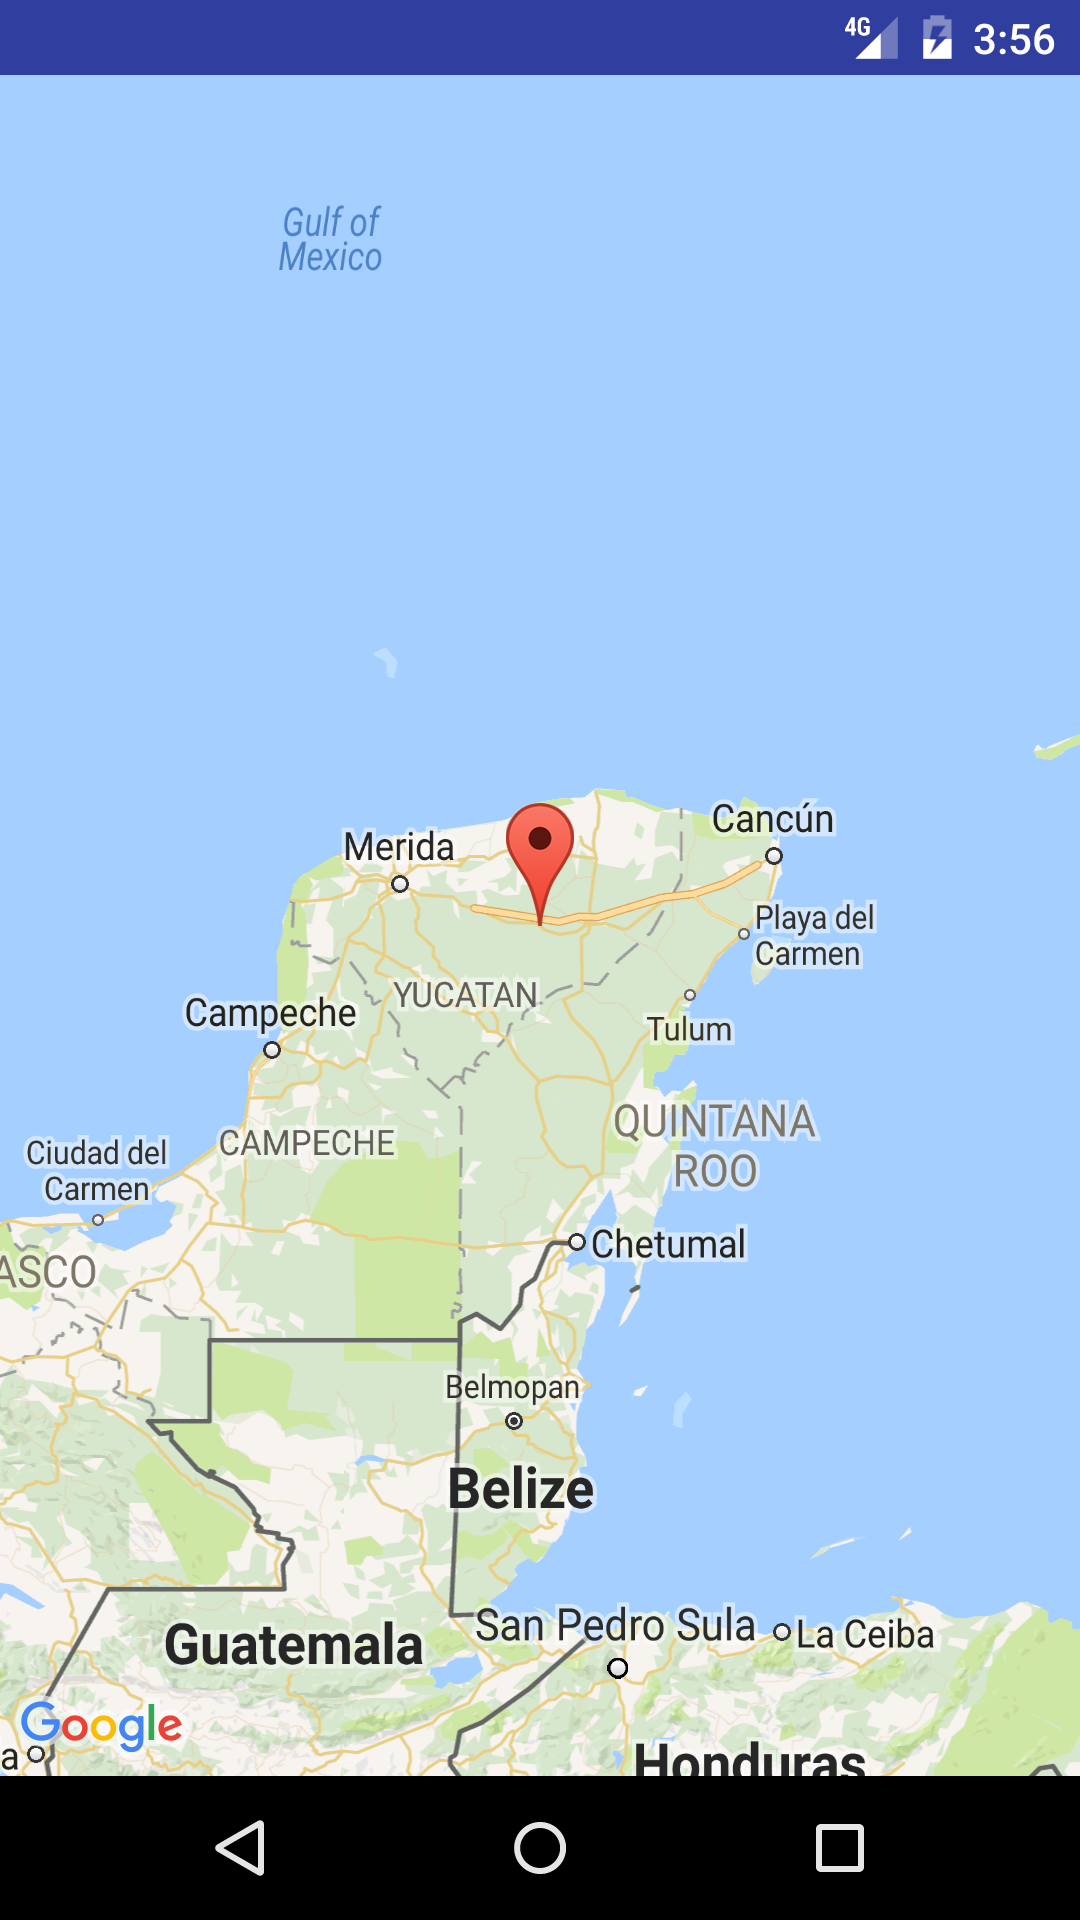 4G 3:56
Gulf of
Mexico
Cancún
Merida
Playa del
Carmen
YUCATAN
Campeche
Tulum
QUINTANA
ROO
CAMPECHE
Ciudad del
Carmen
Chetumal
ASCO
Belmopan
Belize
San Pedro Sula
La Ceiba
Guatemala
Google
a
Honduras